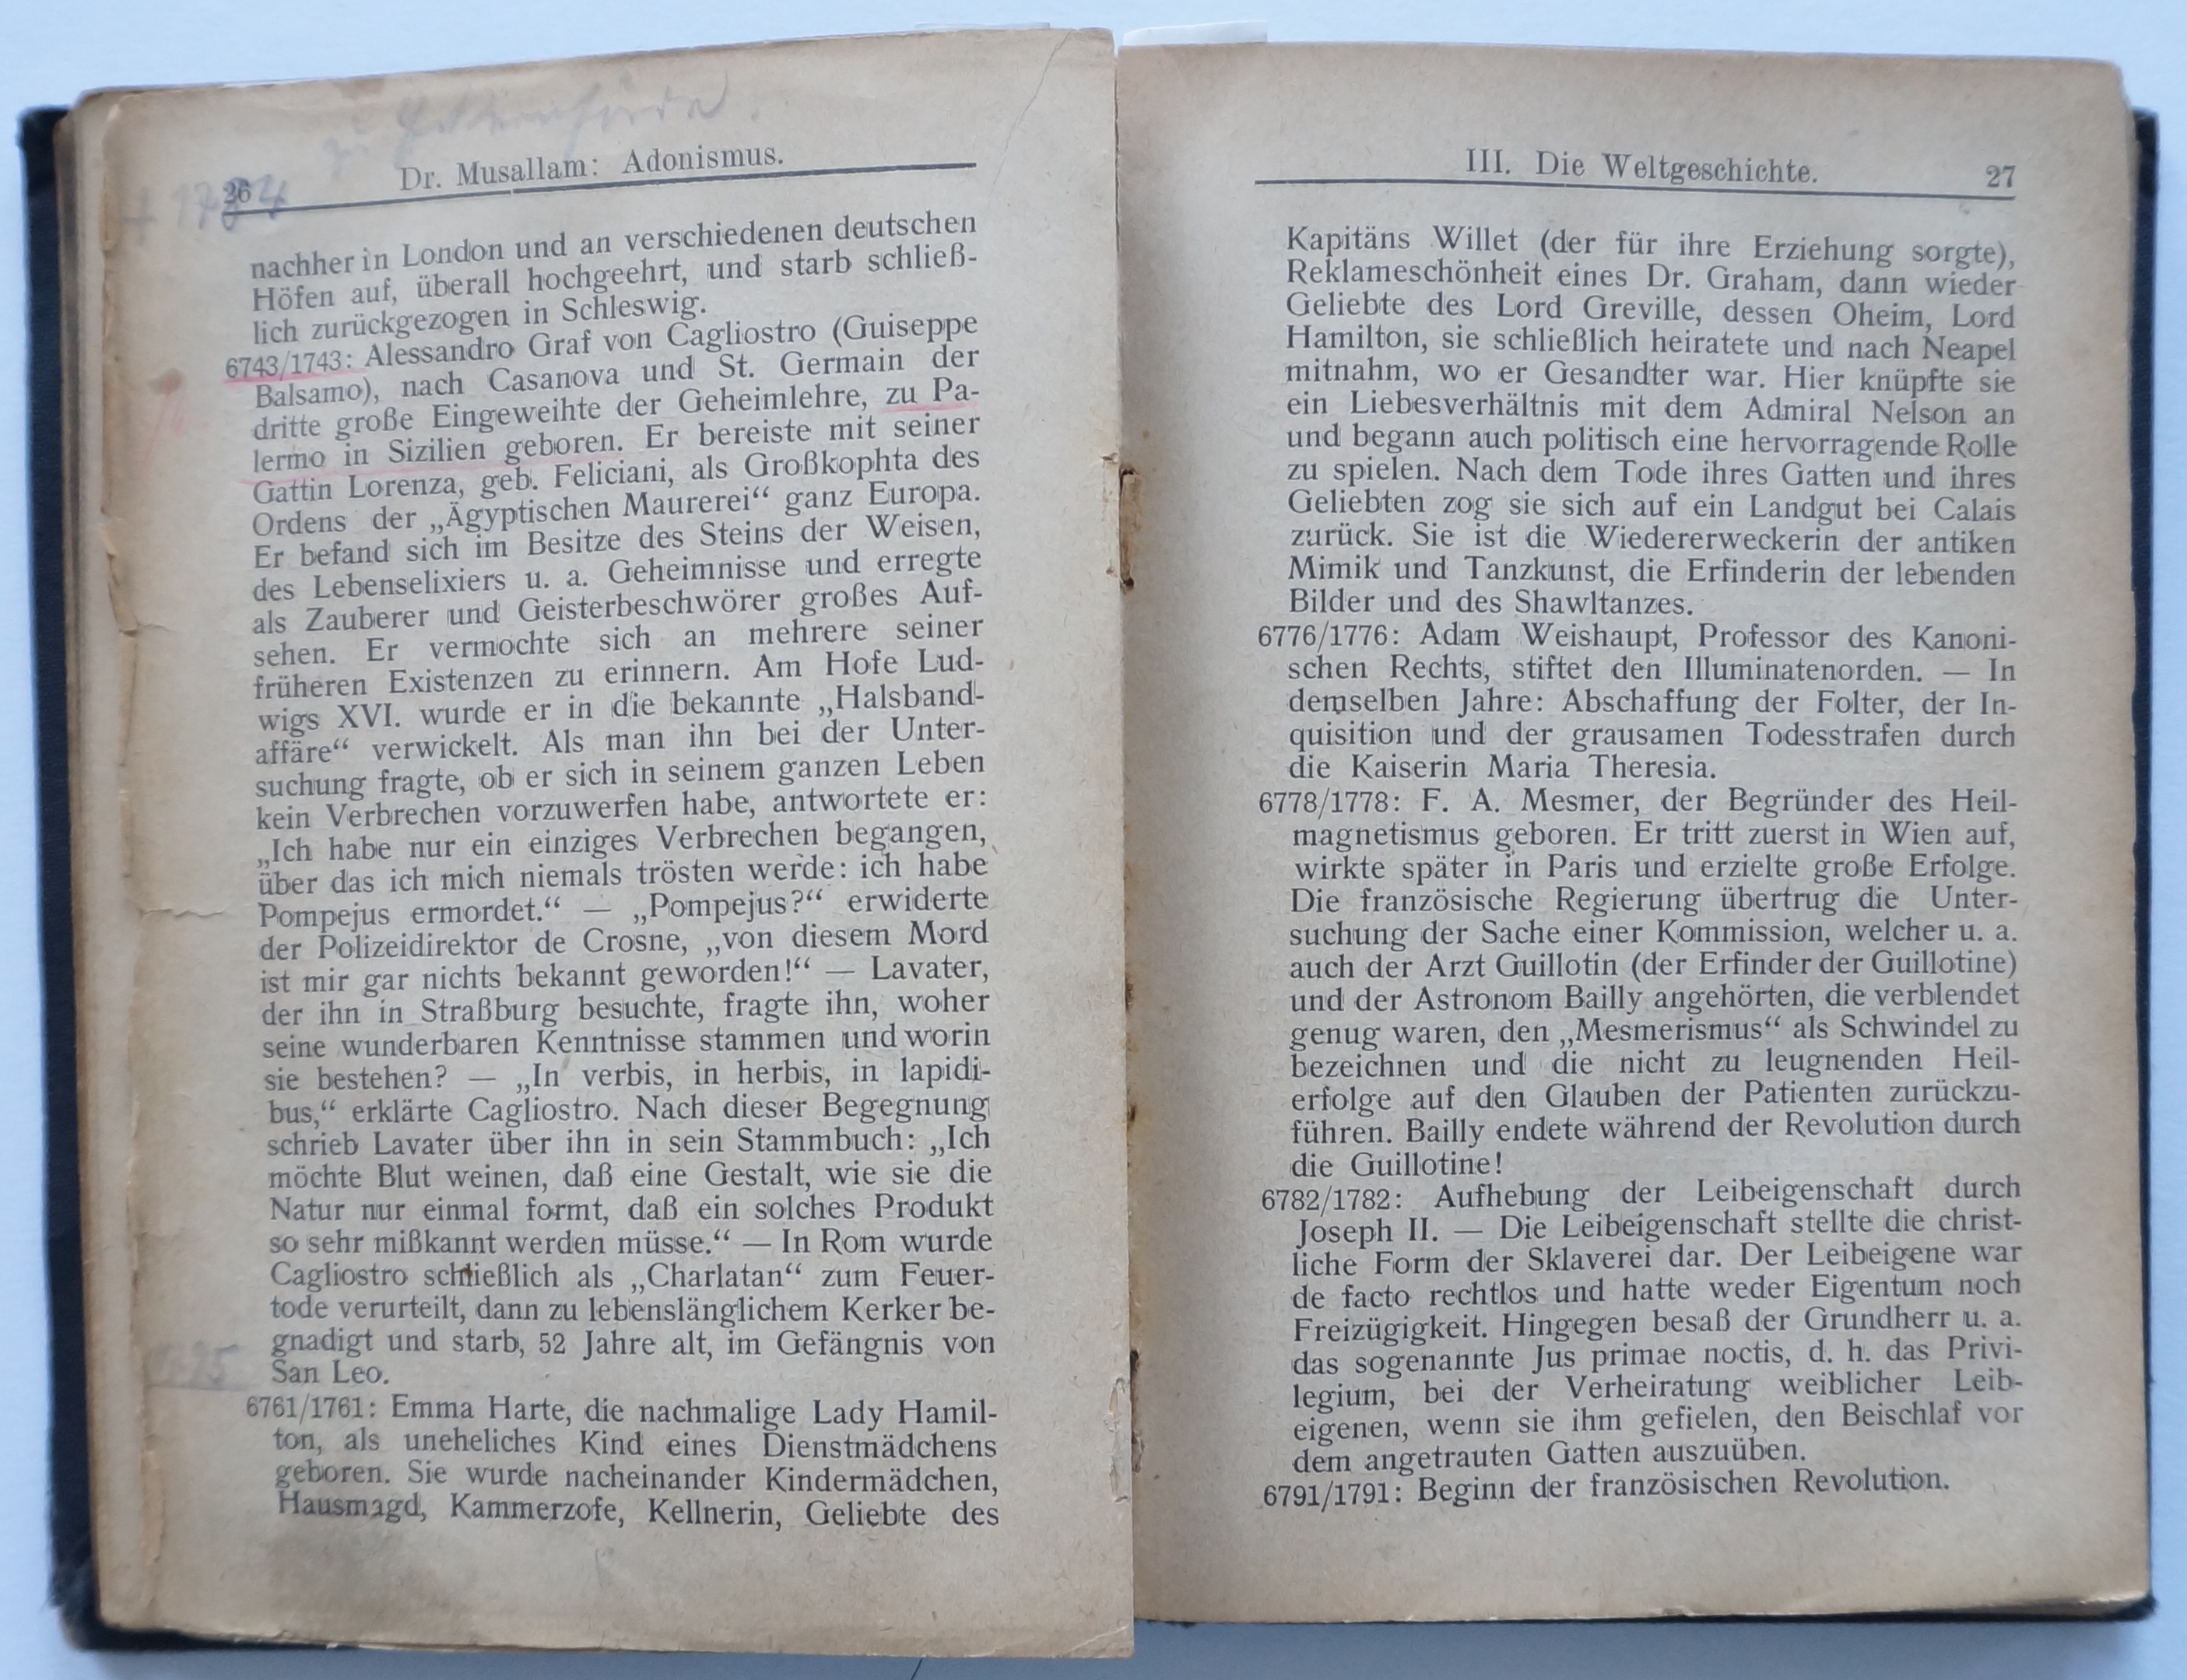 zu Eckernförde.
† 1784
26 Dr. Musallam: Adonismus.
nachher in London und an verschiedenen deutschen
Höfen auf, überall hochgeehrt, und starb schließ-
lich zurückgezogen in Schleswig.
6743/1743: Alessandro Graf von Cagliostro (Guiseppe
Balsamo), nach Casanova und St. Germain der
dritte große Eingeweihte der Geheimlehre, zu Pa-
lermo in Sizilien geboren. Er bereiste mit seiner
Gattin Lorenza, geb. Feliciani, als Großkophta des
Ordens der „Ägyptischen Maurerei“ ganz Europa.
Er befand sich im Besitze des Steins der Weisen,
des Lebenselixiers u. a. Geheimnisse und erregte
als Zauberer und Geisterbeschwörer großes Auf-
sehen. Er vermochte sich an mehrere seiner
früheren Existenzen zu erinnern. Am Hofe Lud-
wigs XVI. wurde er in die bekannte „Halsband-
affäre“ verwickelt. Als man ihn bei der Unter-
suchung fragte, ob er sich in seinem ganzen Leben
kein Verbrechen vorzuwerfen habe, antwortete er:
„Ich habe nur ein einziges Verbrechen begangen,
über das ich mich niemals trösten werde: ich habe
Pompejus ermordet.“ — „Pompejus?“ erwiderte
der Polizeidirektor de Crosne, „von diesem Mord
ist mir gar nichts bekannt geworden!“ — Lavater,
der ihn in Straßburg besuchte, fragte ihn, woher
seine wunderbaren Kenntnisse stammen und worin
sie bestehen? — „In verbis, in herbis, in lapidi-
bus,“ erklärte Cagliostro. Nach dieser Begegnung
schrieb Lavater über ihn in sein Stammbuch: „Ich
möchte Blut weinen, daß eine Gestalt, wie sie die
Natur nur einmal formt, daß ein solches Produkt
so sehr mißkannt werden müsse.“ — In Rom wurde
Cagliostro schließlich als „Charlatan“ zum Feuer-
tode verurteilt, dann zu lebenslänglichem Kerker be-
gnadigt und starb, 52 Jahre alt, im Gefängnis von
San Leo.
6761/1761: Emma Harte, die nachmalige Lady Hamil-
ton, als uneheliches Kind eines Dienstmädchens
geboren. Sie wurde nacheinander Kindermädchen,
Hausmagd, Kammerzofe, Kellnerin, Geliebte des
III. Die Weltgeschichte. 27
Kapitäns Willet (der für ihre Erziehung sorgte),
Reklameschönheit eines Dr. Graham, dann wieder
Geliebte des Lord Greville, dessen Oheim, Lord
Hamilton, sie schließlich heiratete und nach Neapel
mitnahm, wo er Gesandter war. Hier knüpfte sie
ein Liebesverhältnis mit dem Admiral Nelson an
und begann auch politisch eine hervorragende Rolle
zu spielen. Nach dem Tode ihres Gatten und ihres
Geliebten zog sie sich auf ein Landgut bei Calais
zurück. Sie ist die Wiedererweckerin der antiken
Mimik und Tanzkunst, die Erfinderin der lebenden
Bilder und des Shawltanzes.
6776/1776: Adam Weishaupt, Professor des Kanoni-
schen Rechts, stiftet den Illuminatenorden. — In
demselben Jahre: Abschaffung der Folter, der In-
quisition und der grausamen Todesstrafen durch
die Kaiserin Maria Theresia.
6778/1778: F. A. Mesmer, der Begründer des Heil-
magnetismus geboren. Er tritt zuerst in Wien auf,
wirkte später in Paris und erzielte große Erfolge.
Die französische Regierung übertrug die Unter-
suchung der Sache einer Kommission, welcher u. a.
auch der Arzt Guillotin (der Erfinder der Guillotine)
und der Astronom Bailly angehörten, die verblendet
genug waren, den „Mesmerismus“ als Schwindel zu
bezeichnen und die nicht zu leugnenden Heil-
erfolge auf den Glauben der Patienten zurückzu-
führen. Bailly endete während der Revolution durch
die Guillotine!
6782/1782: Aufhebung der Leibeigenschaft durch
Joseph II. — Die Leibeigenschaft stellte die christ-
liche Form der Sklaverei dar. Der Leibeigene war
de facto rechtlos und hatte weder Eigentum noch
Freizügigkeit. Hingegen besaß der Grundherr u. a.
das sogenannte Jus primae noctis, d. h. das Privi-
legium, bei der Verheiratung weiblicher Leib-
eigenen, wenn sie ihm gefielen, den Beischlaf vor
dem angetrauten Gatten auszuüben.
6791/1791: Beginn der französischen Revolution.